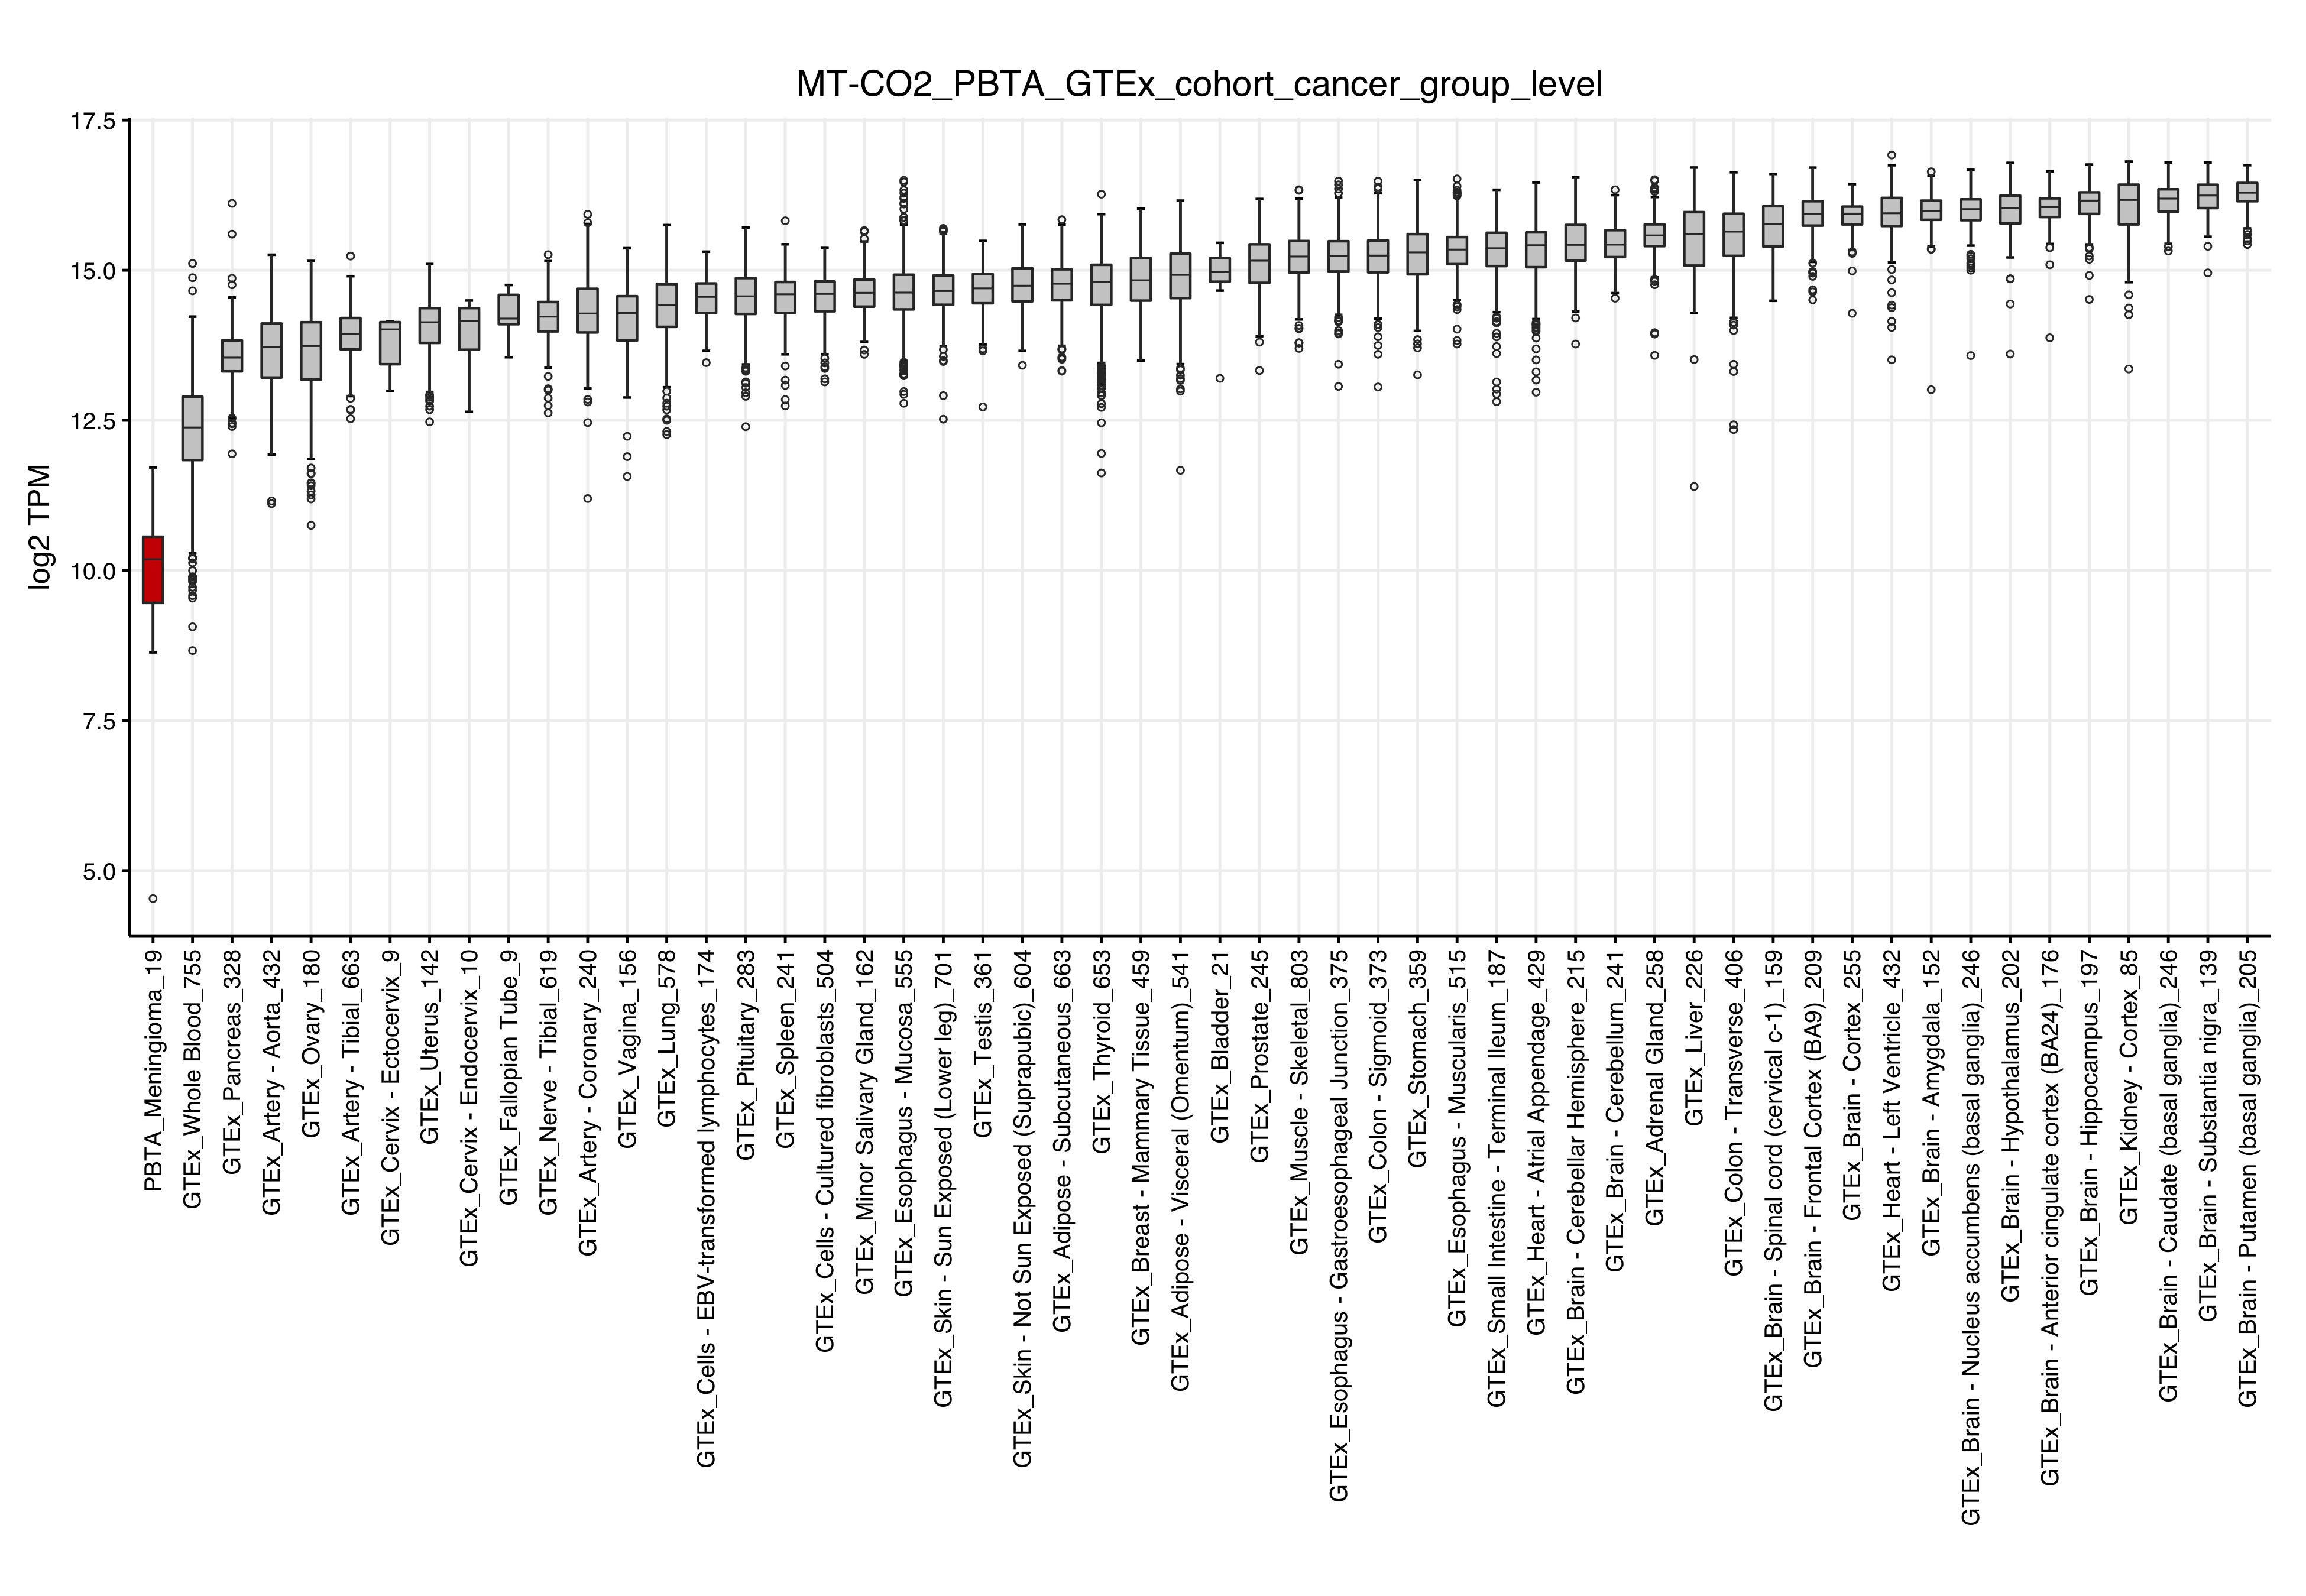 MT-CO2_PBTA_GTEx_cohort_cancer_group_level
log2 TPM
17.5
15.0
12.5
10.0
7.5
5.0
PBTA_Meningioma_19
GTEx_Whole Blood_755
GTEx_Pancreas_328
GTEx_Artery - Aorta_432
GTEx_Ovary_180
GTEx_Artery - Tibial_663
GTEx_Cervix - Ectocervix_9
GTEx_Uterus_142
GTEx_Cervix - Endocervix_10
GTEx_Fallopian Tube_9
GTEx_Nerve - Tibial_619
GTEx_Artery - Coronary_240
GTEx_Vagina_156
GTEx_Lung_578
GTEx_Cells - EBV-transformed lymphocytes_174
GTEx_Pituitary_283
GTEx_Spleen_241
GTEx_Cells - Cultured fibroblasts_504
GTEx_Minor Salivary Gland_162
GTEx_Esophagus - Mucosa_555
GTEx_Skin - Sun Exposed (Lower leg)_701
GTEx_Testis_361
GTEx_Skin - Not Sun Exposed (Suprapubic)_604
GTEx_Adipose - Subcutaneous_663
GTEx_Thyroid_653
GTEx_Breast - Mammary Tissue_459
GTEx_Adipose - Visceral (Omentum)_541
GTEx_Bladder_21
GTEx_Prostate_245
GTEx_Muscle - Skeletal_803
GTEx_Esophagus - Gastroesophageal Junction_375
GTEx_Colon - Sigmoid_373
GTEx_Stomach_359
GTEx_Esophagus - Muscularis_515
GTEx_Small Intestine - Terminal Ileum_187
GTEx_Heart - Atrial Appendage_429
GTEx_Brain - Cerebellar Hemisphere_215
GTEx_Brain - Cerebellum_241
GTEx_Adrenal Gland_258
GTEx_Liver_226
GTEx_Colon - Transverse_406
GTEx_Brain - Spinal cord (cervical c-1)_159
GTEx_Brain - Frontal Cortex (BA9)_209
GTEx_Brain - Cortex_255
GTEx_Heart - Left Ventricle_432
GTEx_Brain - Amygdala_152
GTEx_Brain - Nucleus accumbens (basal ganglia)_246
GTEx_Brain - Hypothalamus_202
GTEx_Brain - Anterior cingulate cortex (BA24)_176
GTEx_Brain - Hippocampus_197
GTEx_Kidney - Cortex_85
GTEx_Brain - Caudate (basal ganglia)_246
GTEx_Brain - Substantia nigra_139
GTEx_Brain - Putamen (basal ganglia)_205